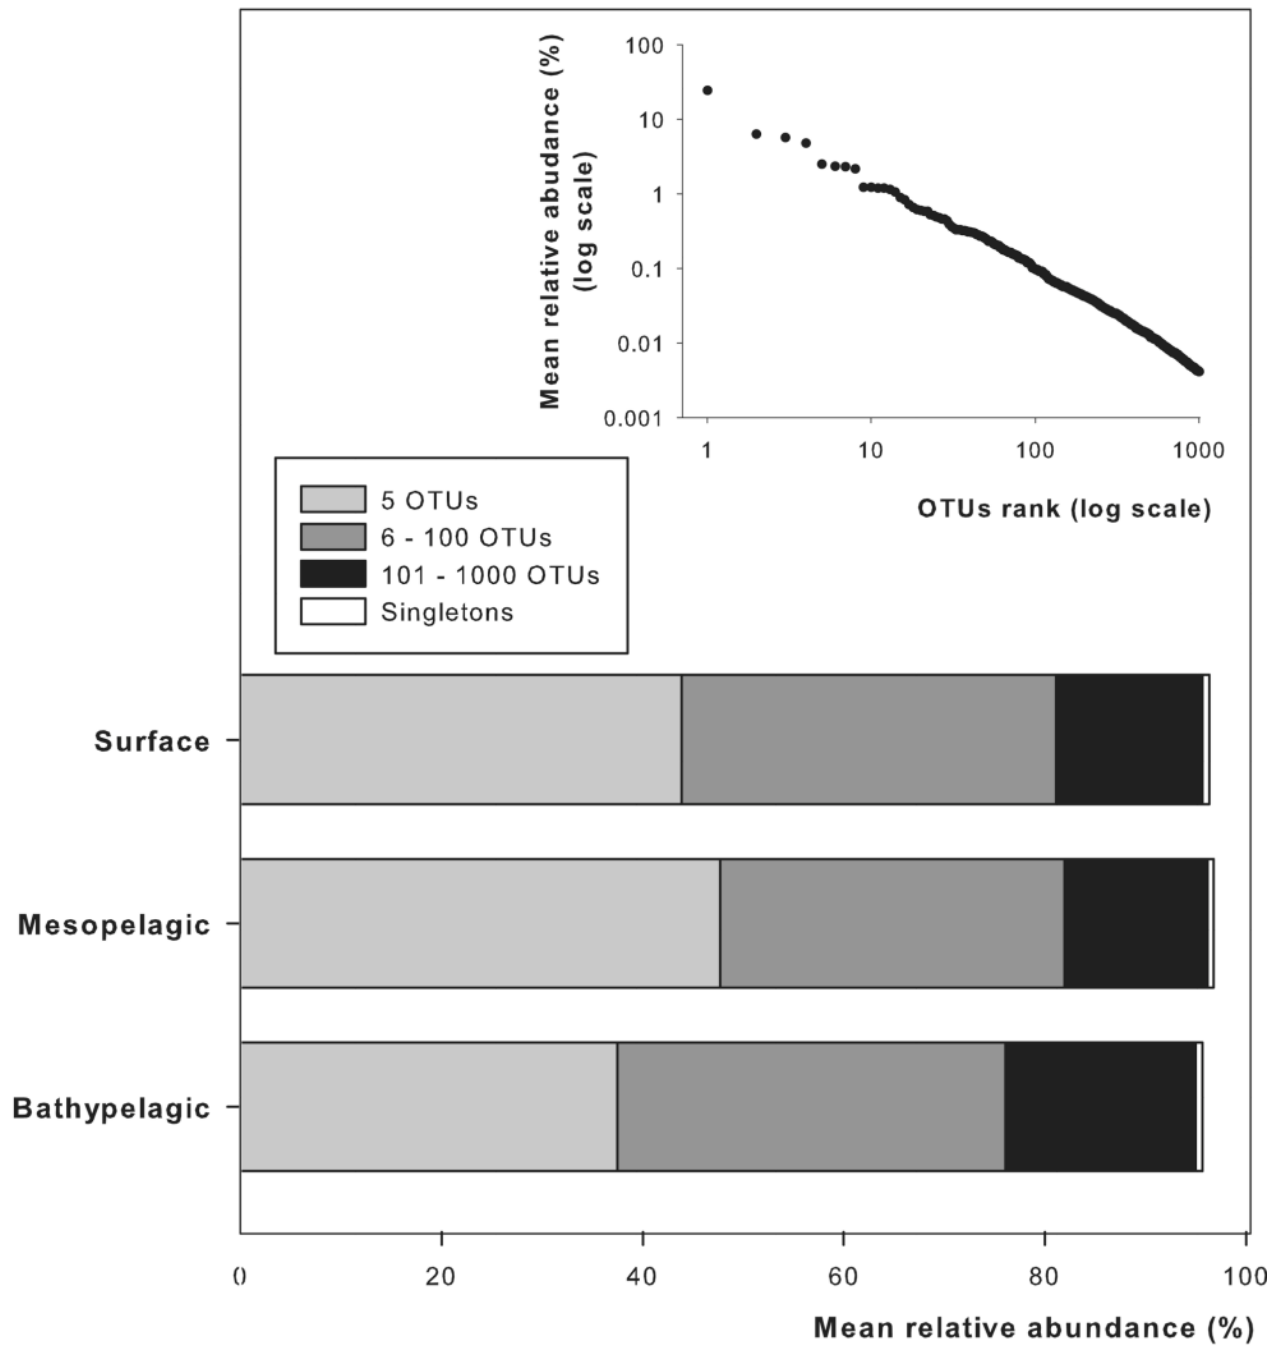 Mean relative abudance (%)
(log scale)
100
10
1
0.1
0.01
0.001
1 10 100 1000
OTUs rank (log scale)
5 OTUs
6 - 100 OTUs
101 - 1000 OTUs
Singletons
Surface
Mesopelagic
Bathypelagic
0 20 40 60 80 100
Mean relative abundance (%)